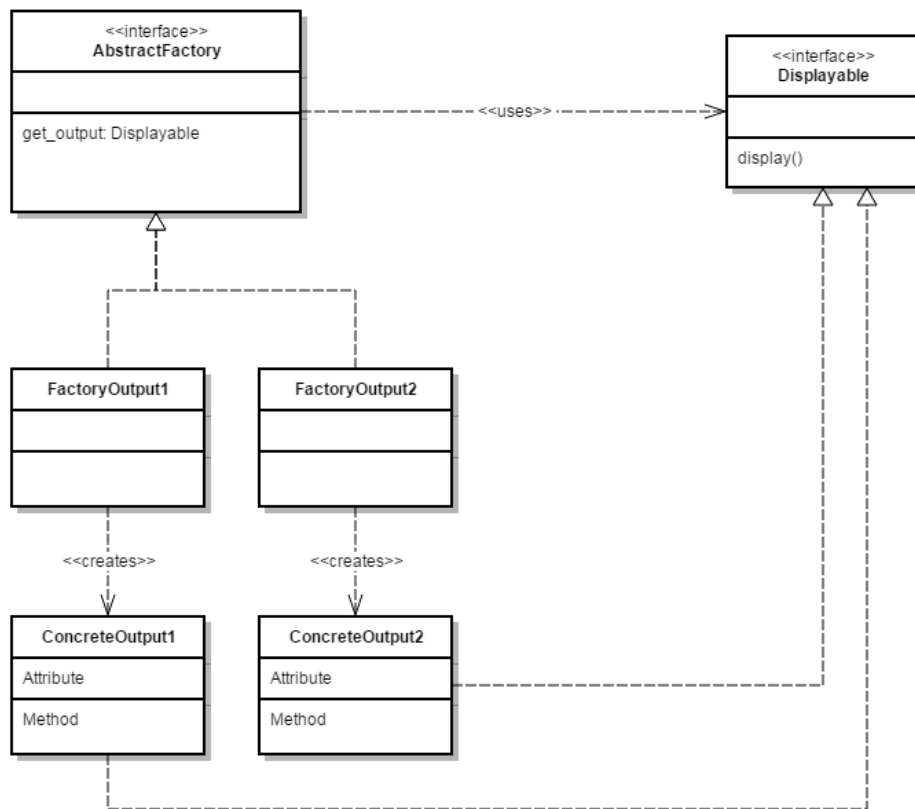 <<interface>>
AbstractFactory
get_output: Displayable
<<uses>>
<<interface>>
Displayable
display()
FactoryOutput1
FactoryOutput2
<<creates>>
<<creates>>
ConcreteOutput1
Attribute
Method
ConcreteOutput2
Attribute
Method